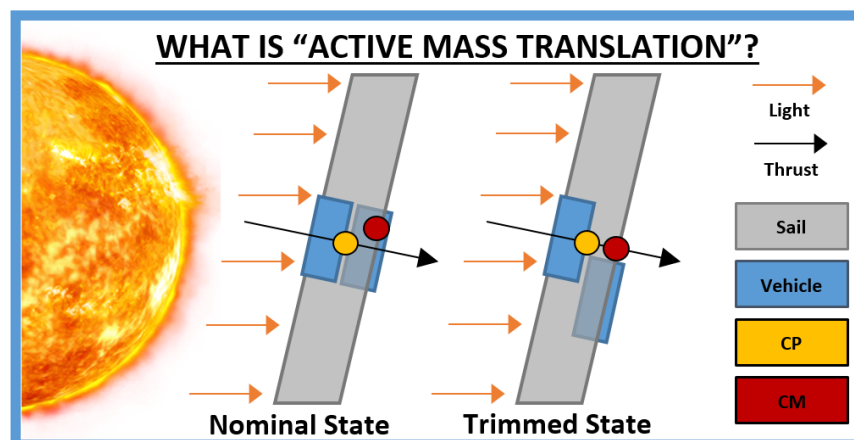 WHAT IS “ACTIVE MASS TRANSLATION”?
Light
Thrust
Sail
Vehicle
CP
CM
Nominal State
Trimmed State